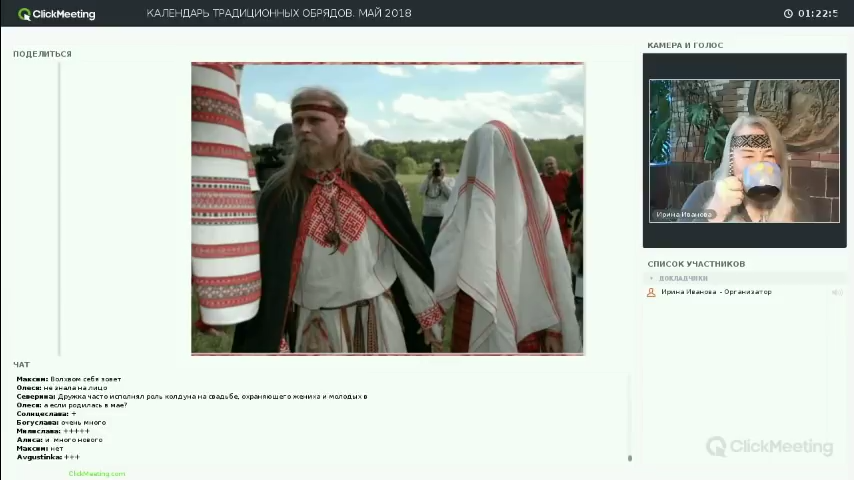 ClickMeeting
КАЛЕНДАРЬ ТРАДИЦИОННЫХ ОБРЯДОВ. МАЙ 2018
01:22:5
ПОДЕЛИТЬСЯ
КАМЕРА И ГОЛОС
Ирина Иванова
СПИСОК УЧАСТНИКОВ
ДОКЛАДЧИКИ
Ирина Иванова - Организатор
ЧАТ
Максим: Волхвом себя зовет
Олеся: не знала на лицо
Северина: Дружка часто исполнял роль колдуна на свадьбе, охраняющего жениха и молодых в
Олеся: а если родилась в мае?
Солнцеслава: +
Богуслава: очень много
Милислава: +++++
Алиса: и много нового
Максим: нет
Avgustinka: +++
ClickMeeting.com
ClickMeeting